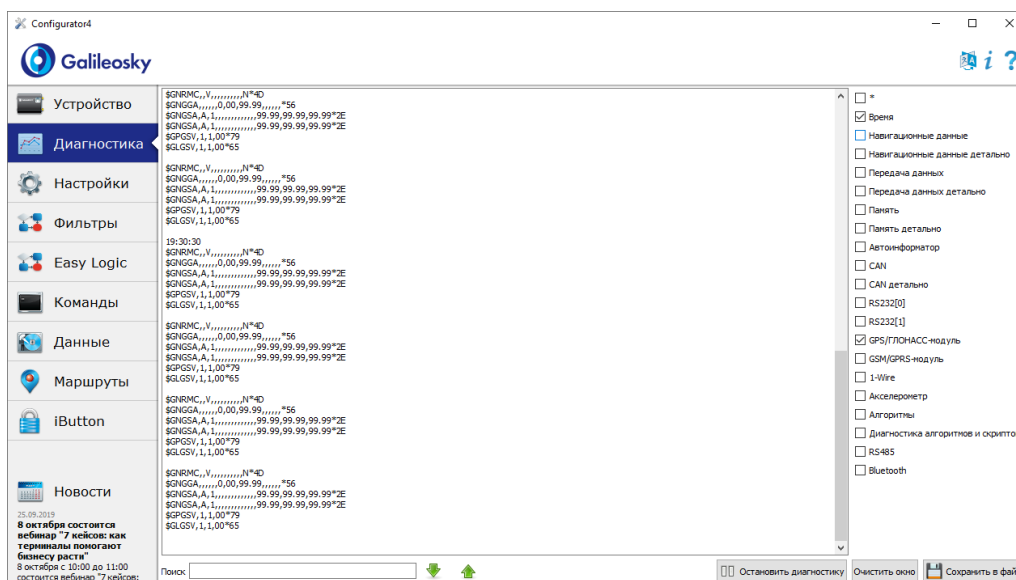 Configurator4
Galileosky
Устройство
Диагностика
Настройки
Фильтры
Easy Logic
Команды
Данные
Маршруты
iButton
Новости
25.09.2019
8 октября состоится
вебинар "7 кейсов: как
терминалы помогают
бизнесу расти"
8 октября с 10:00 до 11:00
состоится вебинар "7 кейсов:
$GNRMC,,V,,,,,,,,,,N*4D
$GNGGA,,,,,,0,00,99.99,,,,,,*56
$GNGSA,A,1,,,,,,,,,,,,,99.99,99.99,99.99*2E
$GNGSA,A,1,,,,,,,,,,,,,99.99,99.99,99.99*2E
$GPGSV,1,1,00*79
$GLGSV,1,1,00*65
$GNRMC,,V,,,,,,,,,,N*4D
$GNGGA,,,,,,0,00,99.99,,,,,,*56
$GNGSA,A,1,,,,,,,,,,,,,99.99,99.99,99.99*2E
$GNGSA,A,1,,,,,,,,,,,,,99.99,99.99,99.99*2E
$GPGSV,1,1,00*79
$GLGSV,1,1,00*65
19:30:30
$GNRMC,,V,,,,,,,,,,N*4D
$GNGGA,,,,,,0,00,99.99,,,,,,*56
$GNGSA,A,1,,,,,,,,,,,,,99.99,99.99,99.99*2E
$GNGSA,A,1,,,,,,,,,,,,,99.99,99.99,99.99*2E
$GPGSV,1,1,00*79
$GLGSV,1,1,00*65
$GNRMC,,V,,,,,,,,,,N*4D
$GNGGA,,,,,,0,00,99.99,,,,,,*56
$GNGSA,A,1,,,,,,,,,,,,,99.99,99.99,99.99*2E
$GNGSA,A,1,,,,,,,,,,,,,99.99,99.99,99.99*2E
$GPGSV,1,1,00*79
$GLGSV,1,1,00*65
$GNRMC,,V,,,,,,,,,,N*4D
$GNGGA,,,,,,0,00,99.99,,,,,,*56
$GNGSA,A,1,,,,,,,,,,,,,99.99,99.99,99.99*2E
$GNGSA,A,1,,,,,,,,,,,,,99.99,99.99,99.99*2E
$GPGSV,1,1,00*79
$GLGSV,1,1,00*65
$GNRMC,,V,,,,,,,,,,N*4D
$GNGGA,,,,,,0,00,99.99,,,,,,*56
$GNGSA,A,1,,,,,,,,,,,,,99.99,99.99,99.99*2E
$GNGSA,A,1,,,,,,,,,,,,,99.99,99.99,99.99*2E
$GPGSV,1,1,00*79
$GLGSV,1,1,00*65
*
Время
Навигационные данные
Навигационные данные детально
Передача данных
Передача данных детально
Память
Память детально
Автоинформатор
CAN
CAN детально
RS232[0]
RS232[1]
GPS/ГЛОНАСС-модуль
GSM/GPRS-модуль
1-Wire
Акселерометр
Алгоритмы
Диагностика алгоритмов и скрипто
RS485
Bluetooth
Поиск
Остановить диагностику
Очистить окно
Сохранить в фай